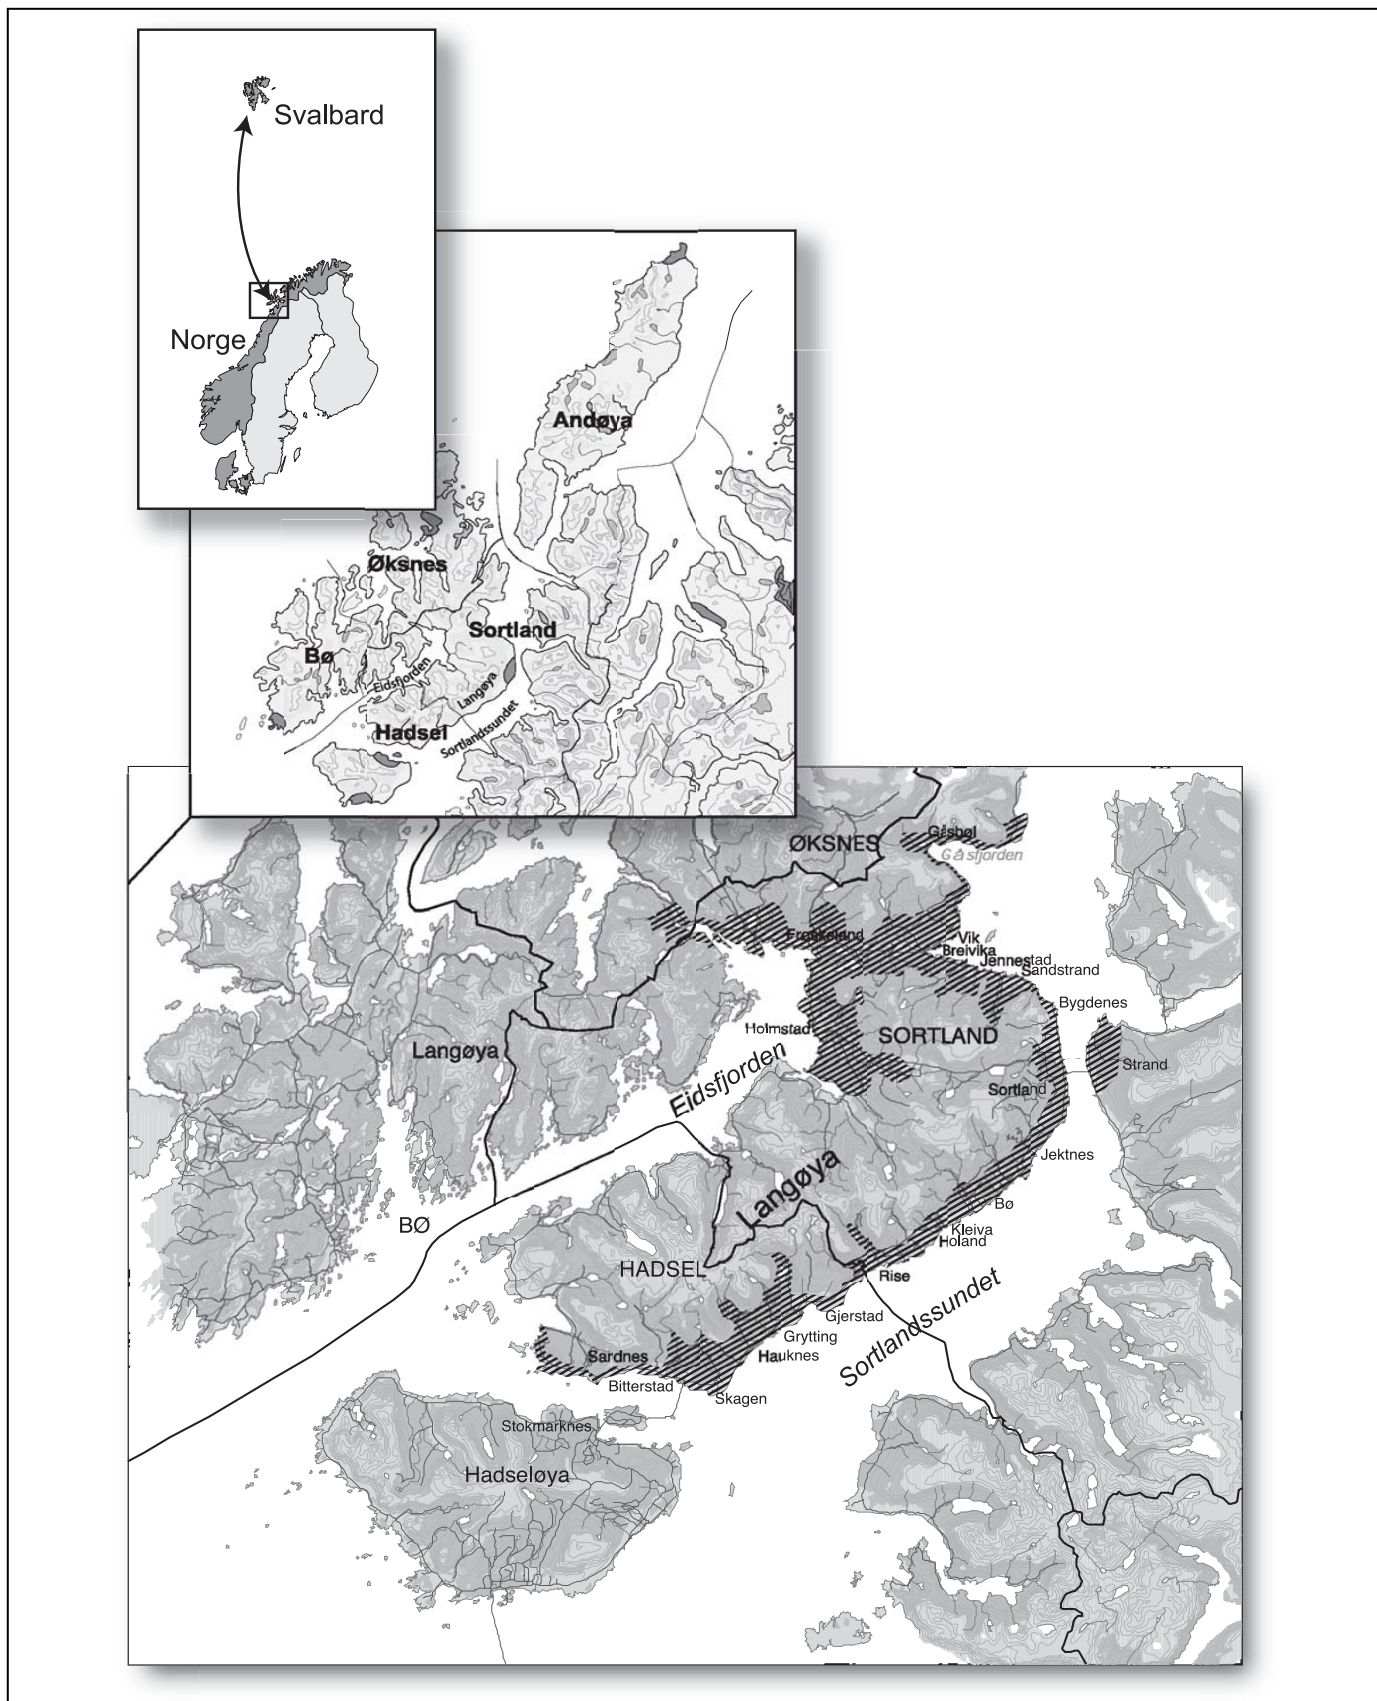 Svalbard
Norge
Andøya
Øksnes
Sortland
Bø
Eidsfjorden
Langøya
Hadsel
Sortlandssundet
ØKSNES
Gåsbøl
Gåsfjorden
Frøskeland
Vik
Breivika
Jennestad
Sandstrand
Bygdenes
Holmstad
SORTLAND
Langøya
Eidsfjorden
Strand
Sortland
Jektnes
Langøya
Bø
BØ
Kleiva
Holand
HADSEL
Rise
Gjerstad
Sortlandssundet
Grytting
Sardnes
Hauknes
Bitterstad
Skagen
Stokmarknes
Hadseløya